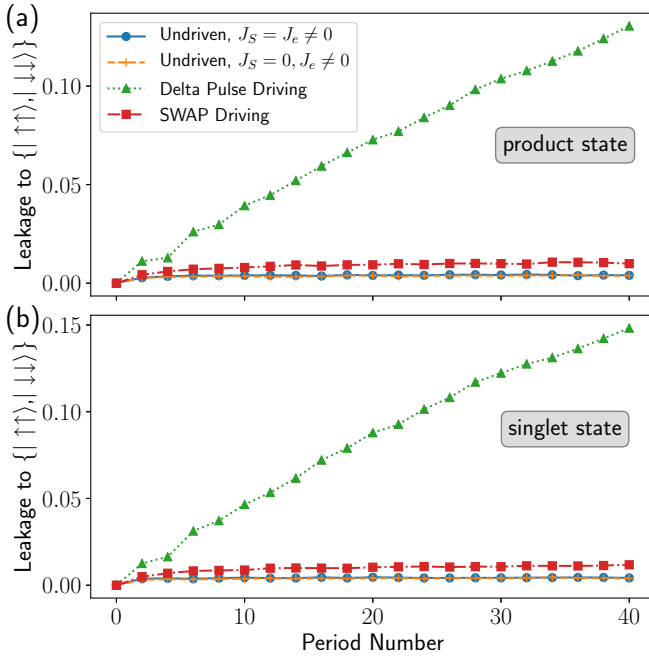 (a)
Undriven, $J_S = J_e \neq 0$
Undriven, $J_S = 0, J_e \neq 0$
Delta Pulse Driving
SWAP Driving
product state
Leakage to {|↑↑⟩,|↓↓⟩}
0.10
0.05
0.00
(b)
singlet state
Leakage to {|↑↑⟩,|↓↓⟩}
0.15
0.10
0.05
0.00
0 10 20 30 40
Period Number